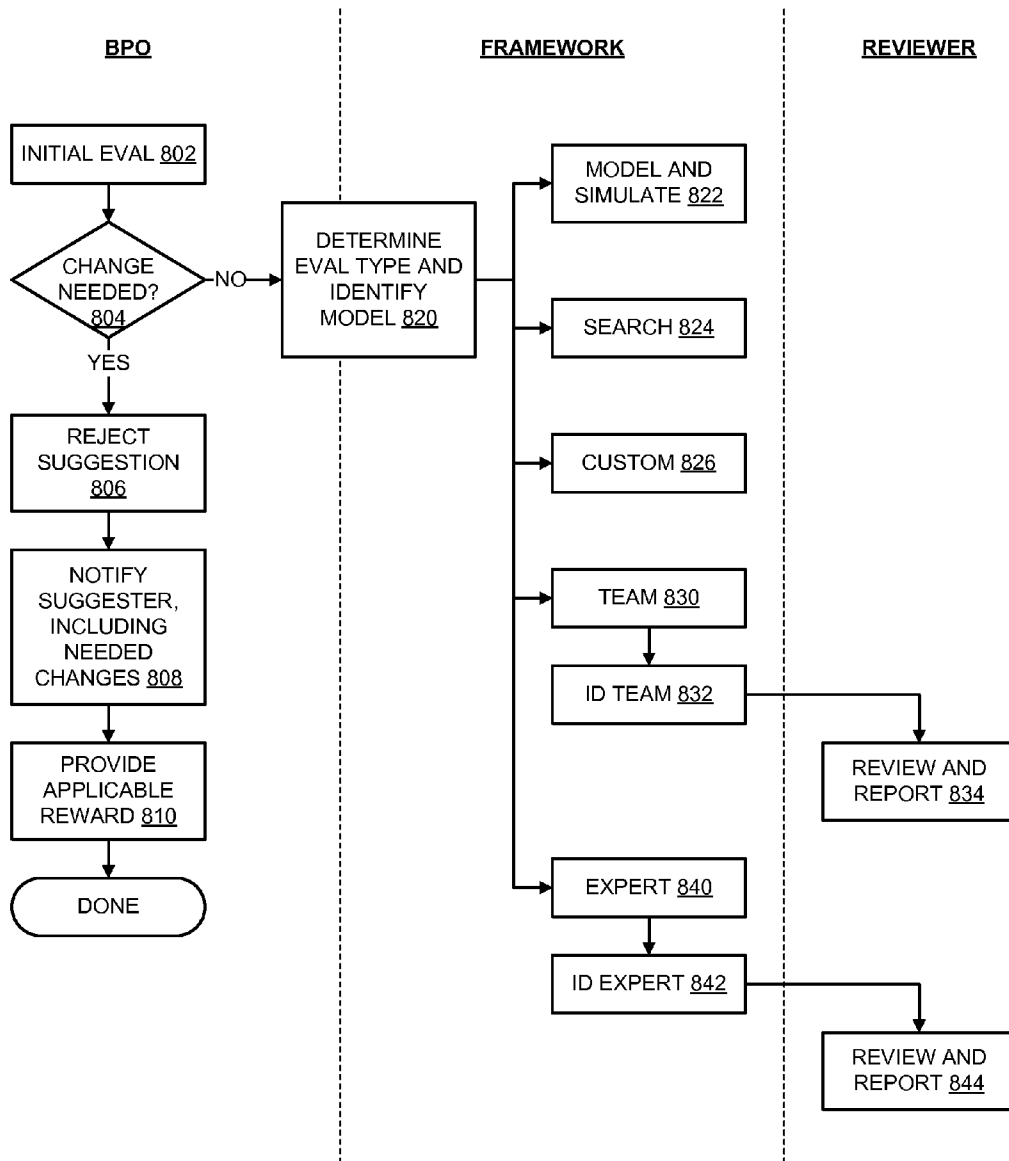 BPO
FRAMEWORK
REVIEWER
INITIAL EVAL 802
CHANGE
NEEDED?
804
NO
YES
REJECT
SUGGESTION
806
NOTIFY
SUGGESTER,
INCLUDING
NEEDED
CHANGES 808
PROVIDE
APPLICABLE
REWARD 810
DONE
DETERMINE
EVAL TYPE AND
IDENTIFY
MODEL 820
MODEL AND
SIMULATE 822
SEARCH 824
CUSTOM 826
TEAM 830
ID TEAM 832
REVIEW AND
REPORT 834
EXPERT 840
ID EXPERT 842
REVIEW AND
REPORT 844